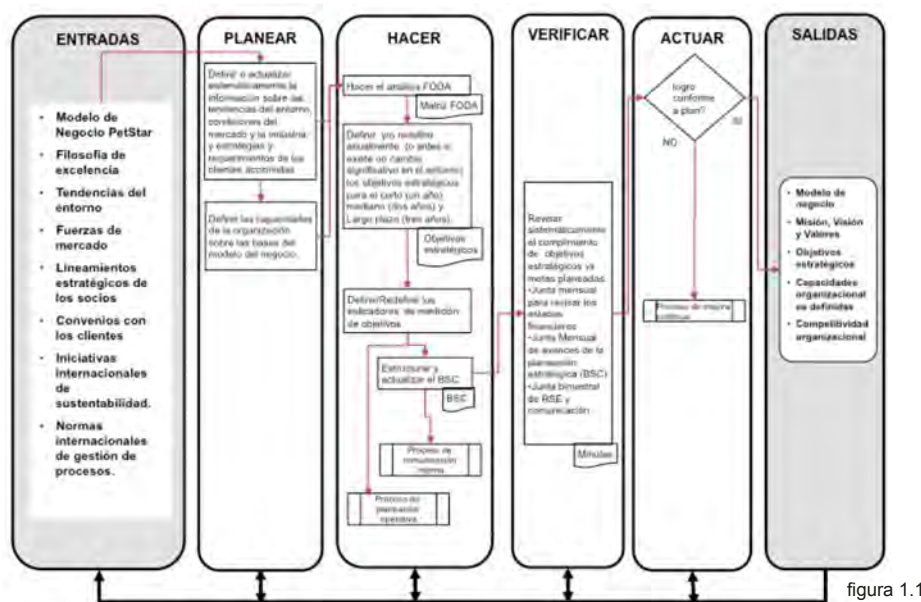 ENTRADAS
• Modelo de
Negocio PetStar
• Filosofía de
excelencia
• Tendencias del
entorno
• Fuerzas de
mercado
• Lineamientos
estratégicos de
los socios
• Convenios con
los clientes
• Iniciativas
internacionales
de
sustentabilidad.
• Normas
internacionales
de gestión de
procesos.
PLANEAR
Definir o actualizar
sistemáticamente la
información sobre las
tendencias del entorno,
condiciones del
mercado y la industria
y estrategias y
requerimientos de los
clientes accionistas
Definir las capacidades
de la organización
sobre las bases del
modelo del negocio.
HACER
Hacer el análisis FODA
Matriz FODA
Definir y/o redefinir
anualmente (o antes si
existe un cambio
significativo en el entorno)
los objetivos estratégicos
para el corto (un año)
mediano (dos años) y
Largo plazo (tres años).
Objetivos
estratégicos
Definir/Redefinir los
indicadores de medición
de objetivos
Estructurar y
actualizar el BSC
BSC
Proceso de
comunicación
interna
Proceso de
planeación
operativa
VERIFICAR
Revisar
sistemáticamente
el cumplimiento
de objetivos
estratégicos vs
metas planeadas
•Junta mensual
para revisar los
estados
financieros
•Junta Mensual
de avances de la
planeación
estratégica (BSC)
•Junta bimestral
de RSE y
comunicación
Minutas
ACTUAR
logro
conforme
a plan?
SI
NO
Proceso de mejora
continua
SALIDAS
• Modelo de
negocio
• Misión, Visión
y Valores
• Objetivos
estratégicos
• Capacidades
organizacional
es definidas
• Competitividad
organizacional
figura 1.1